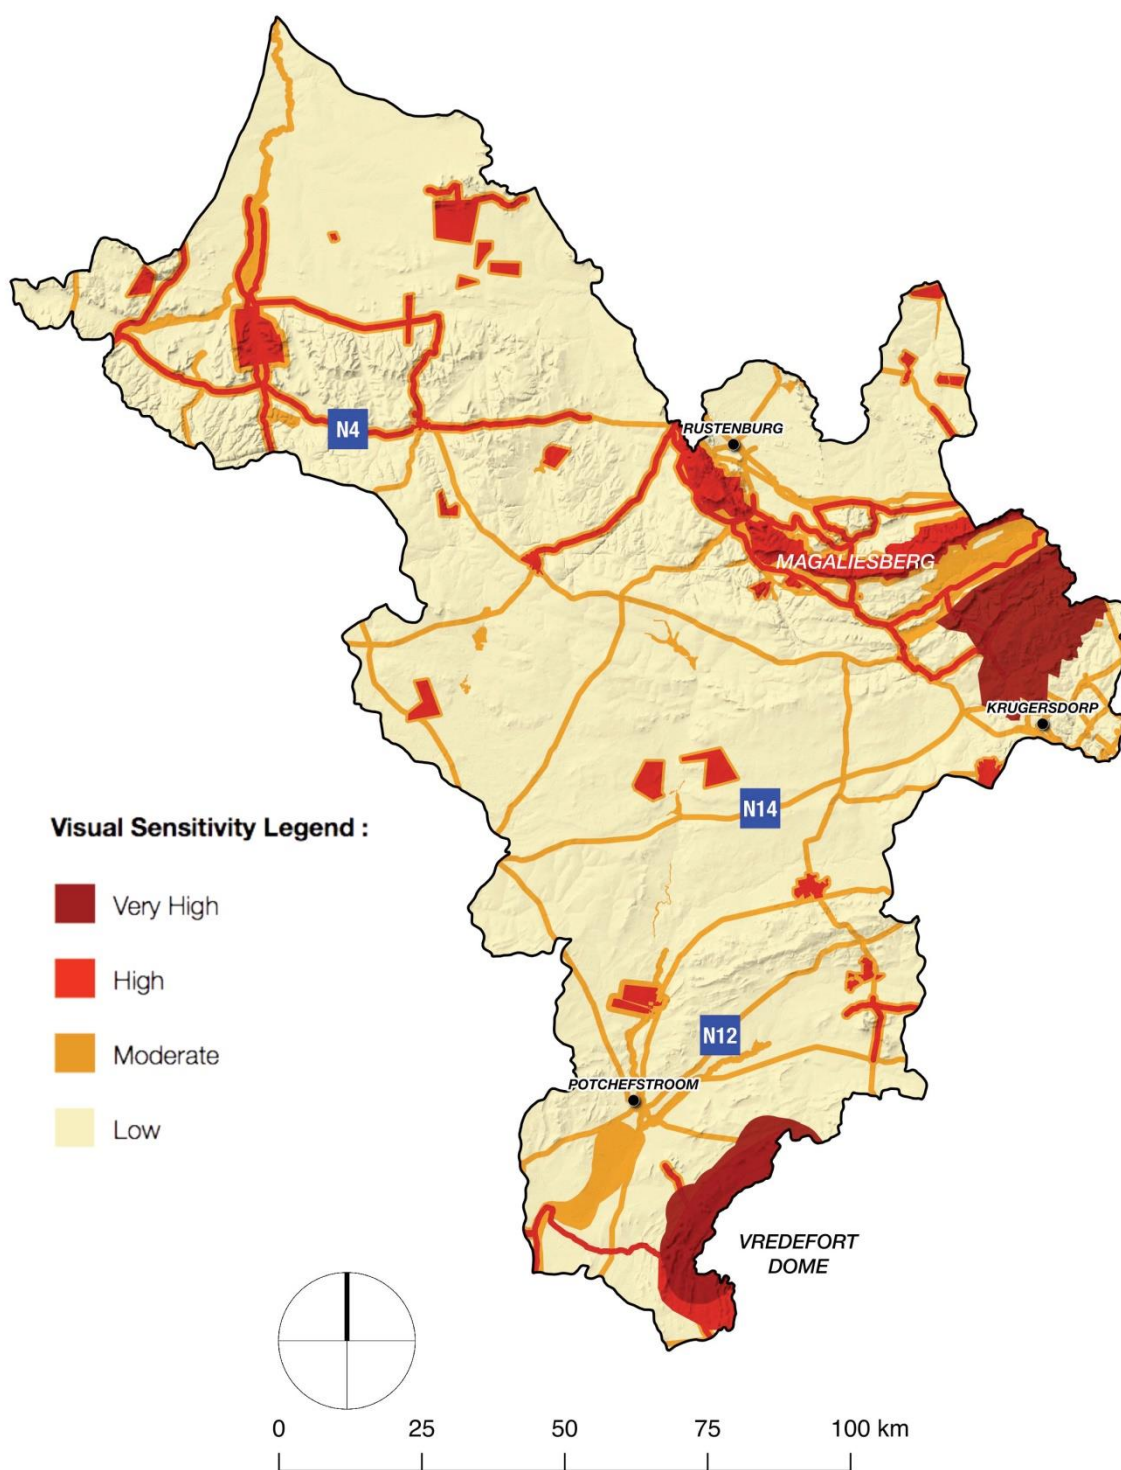 N4
RUSTENBURG
MAGALIESBERG
KRUGERSDORP
N14
Visual Sensitivity Legend :
Very High
High
Moderate
Low
N12
POTCHEFSTROOM
VREDEFORT
DOME
0 25 50 75 100 km